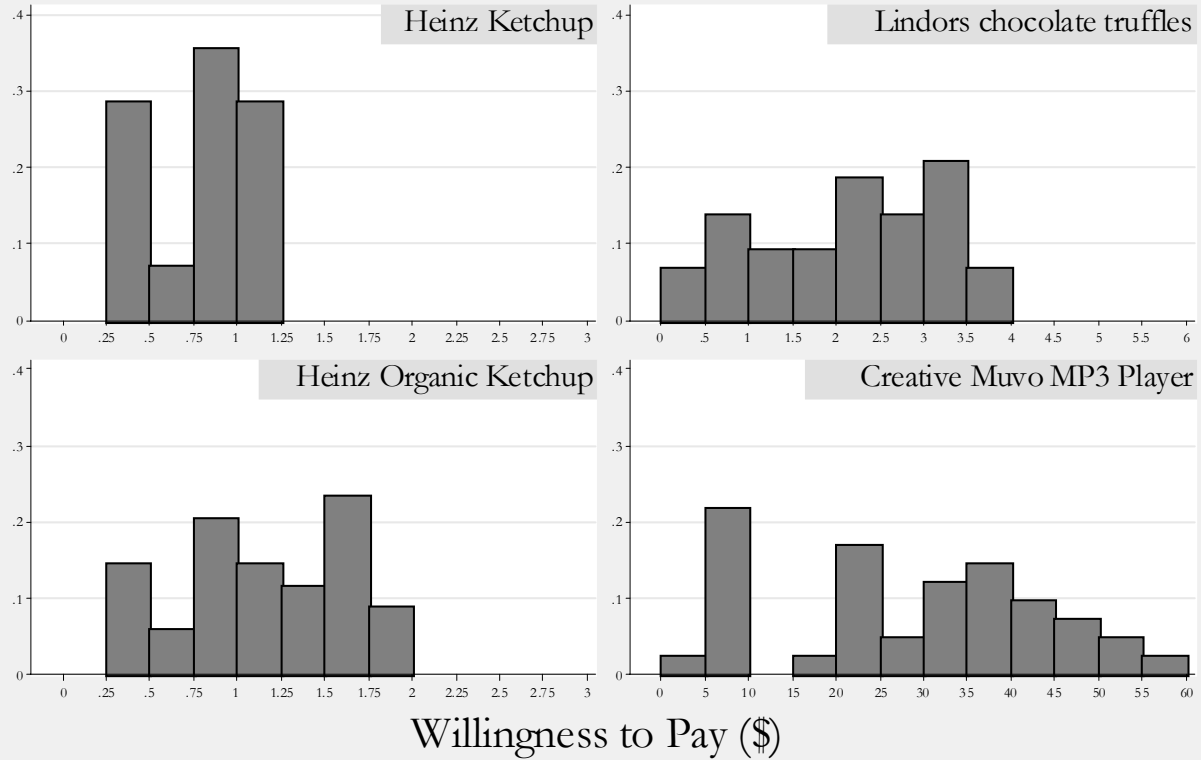 Heinz Ketchup
.4
.3
.2
.1
0
0 .25 .5 .75 1 1.25 1.5 1.75 2 2.25 2.5 2.75 3
Lindors chocolate truffles
.4
.3
.2
.1
0
0 .5 1 1.5 2 2.5 3 3.5 4 4.5 5 5.5 6
Heinz Organic Ketchup
.4
.3
.2
.1
0
0 .25 .5 .75 1 1.25 1.5 1.75 2 2.25 2.5 2.75 3
Creative Muvo MP3 Player
.4
.3
.2
.1
0
0 5 10 15 20 25 30 35 40 45 50 55 60
Willingness to Pay ($)